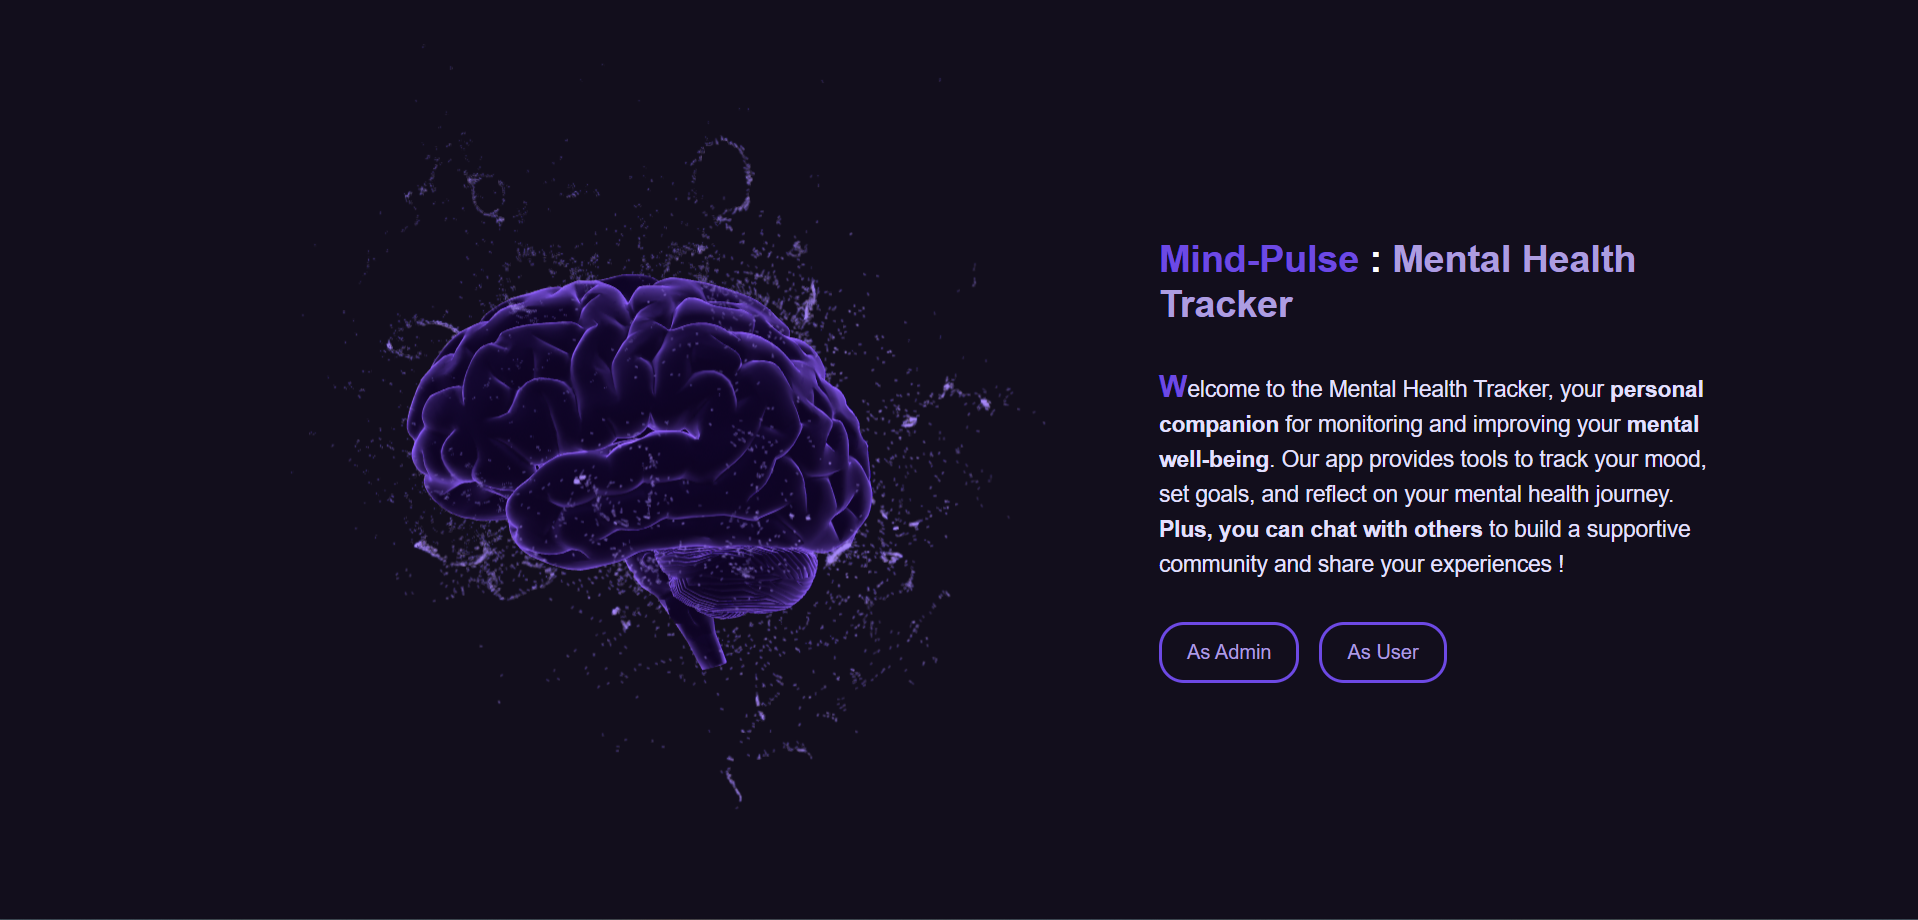 Mind-Pulse : Mental Health
Tracker
Welcome to the Mental Health Tracker, your personal
companion for monitoring and improving your mental
well-being. Our app provides tools to track your mood,
set goals, and reflect on your mental health journey.
Plus, you can chat with others to build a supportive
community and share your experiences !
As Admin
As User